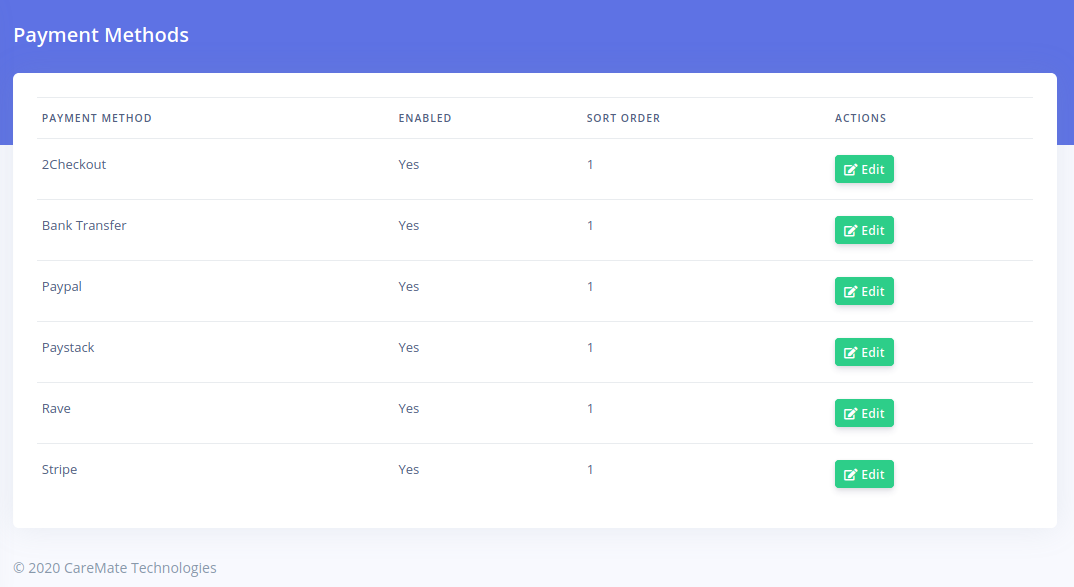 Payment Methods
PAYMENT METHOD ENABLED SORT ORDER ACTIONS
2Checkout Yes 1 Edit
Bank Transfer Yes 1 Edit
Paypal Yes 1 Edit
Paystack Yes 1 Edit
Rave Yes 1 Edit
Stripe Yes 1 Edit
© 2020 CareMate Technologies